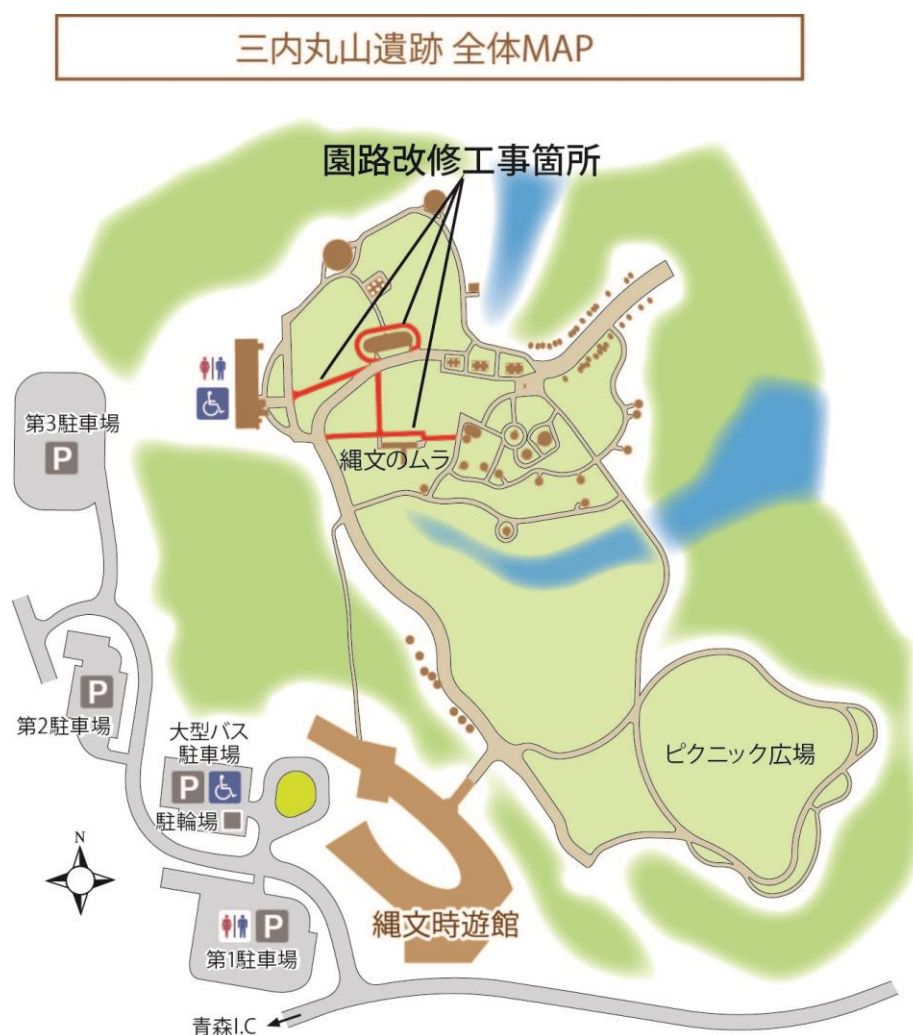 三内丸山遺跡 全体MAP
園路改修工事箇所
第3駐車場
P
縄文のムラ
P
第2駐車場
大型バス
駐車場
P
駐輪場
ピクニック広場
N
P
第1駐車場
縄文時遊館
青森I.C